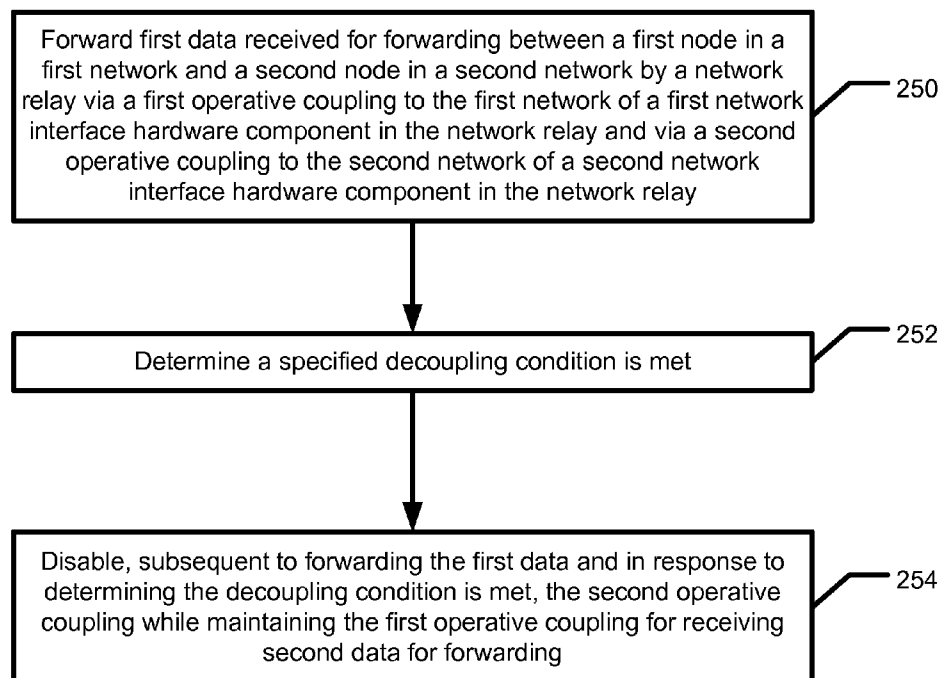 Forward first data received for forwarding between a first node in a
first network and a second node in a second network by a network
relay via a first operative coupling to the first network of a first network
interface hardware component in the network relay and via a second
operative coupling to the second network of a second network
interface hardware component in the network relay
250
Determine a specified decoupling condition is met
252
Disable, subsequent to forwarding the first data and in response to
determining the decoupling condition is met, the second operative
coupling while maintaining the first operative coupling for receiving
second data for forwarding
254